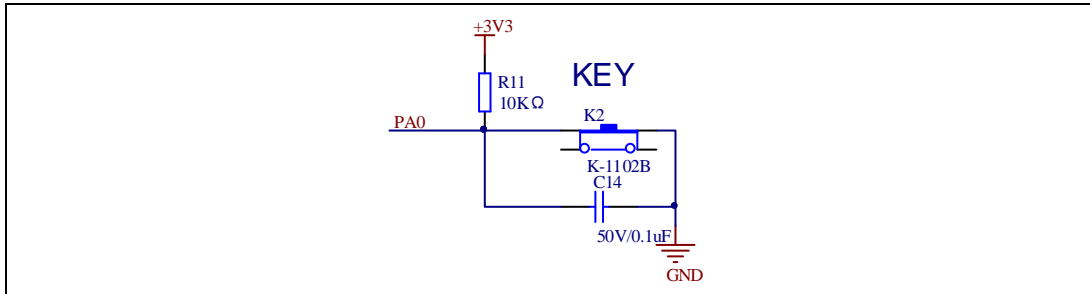 +3V3
R11
10KΩ
KEY
PA0
K2
K-1102B
C14
50V/0.1uF
GND